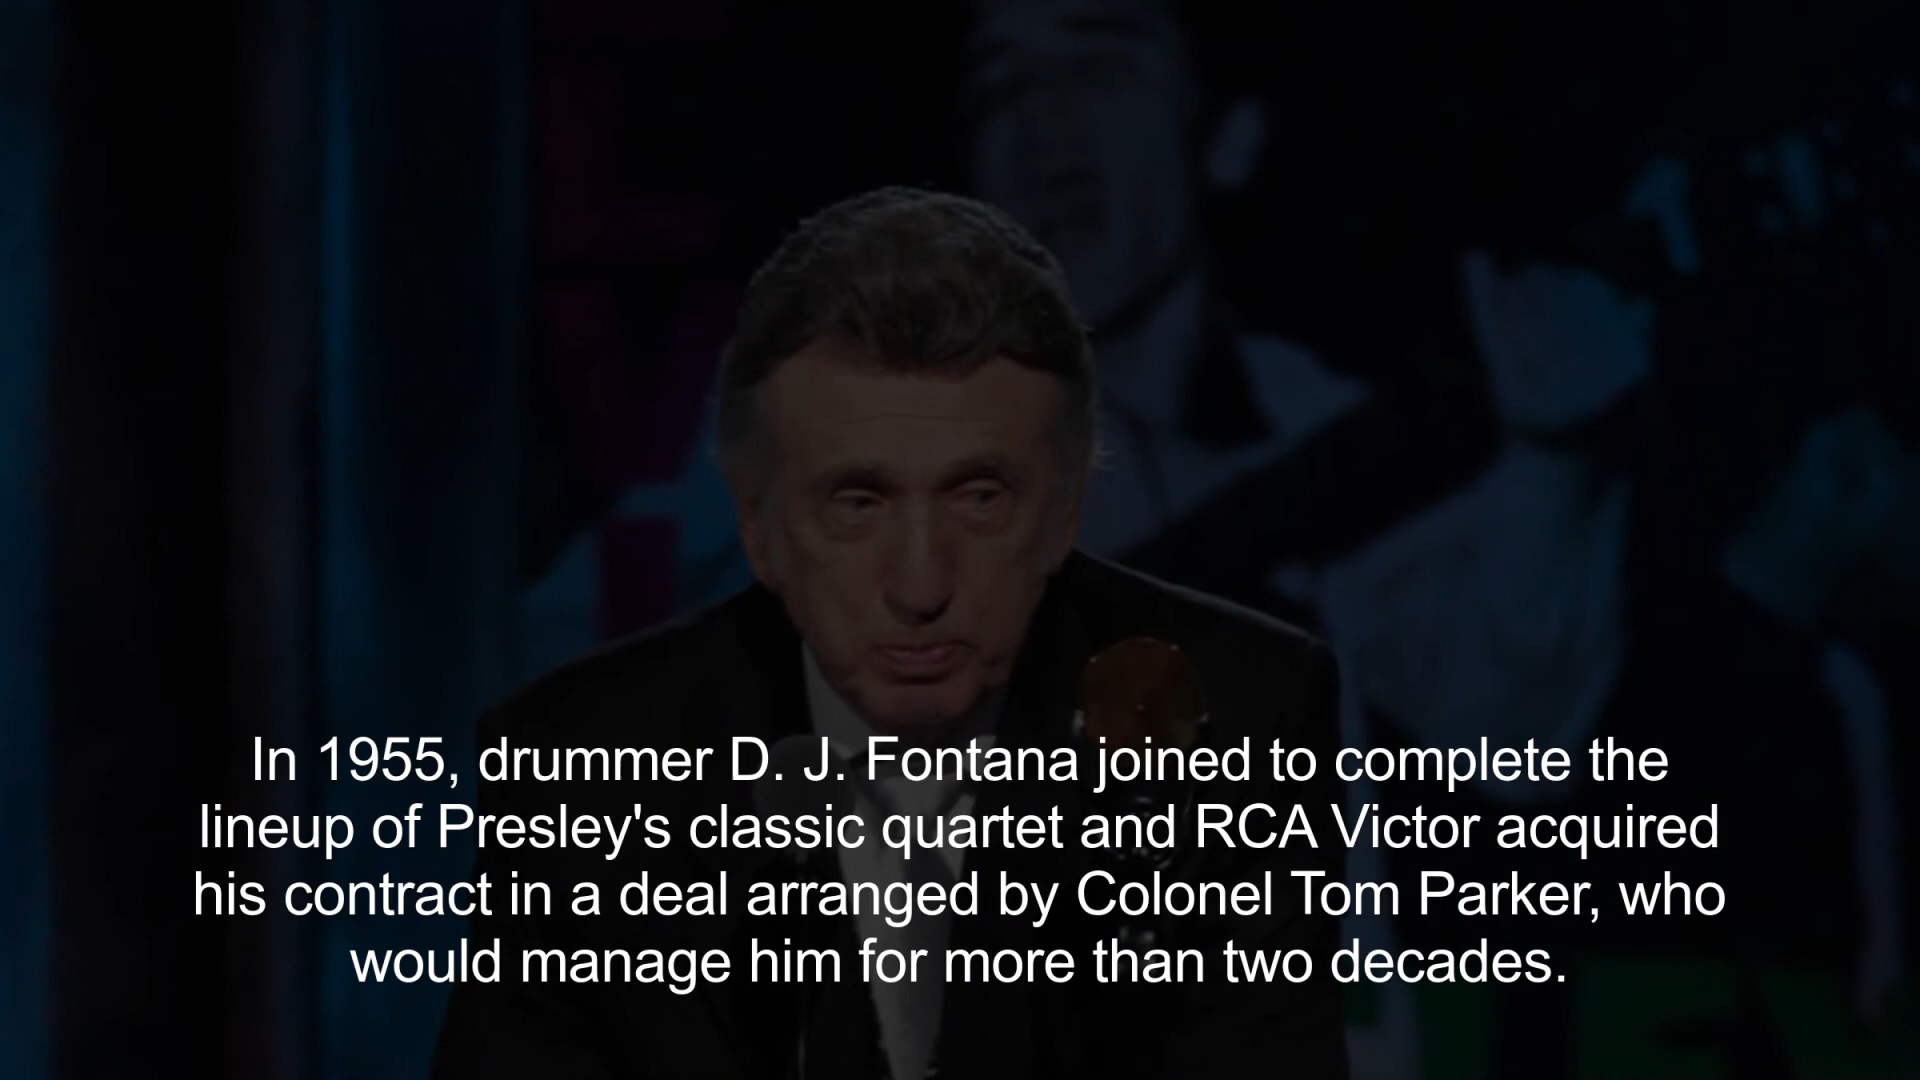 In 1955, drummer D. J. Fontana joined to complete the
lineup of Presley's classic quartet and RCA Victor acquired
his contract in a deal arranged by Colonel Tom Parker, who
would manage him for more than two decades.